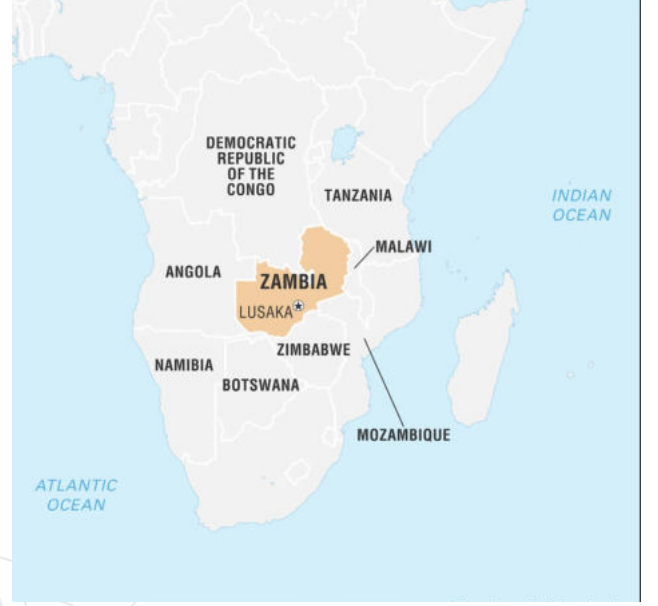 DEMOCRATIC
REPUBLIC
OF THE
CONGO
TANZANIA
INDIAN
OCEAN
MALAWI
ANGOLA
ZAMBIA
LUSAKA
ZIMBABWE
NAMIBIA
BOTSWANA
MOZAMBIQUE
ATLANTIC
OCEAN